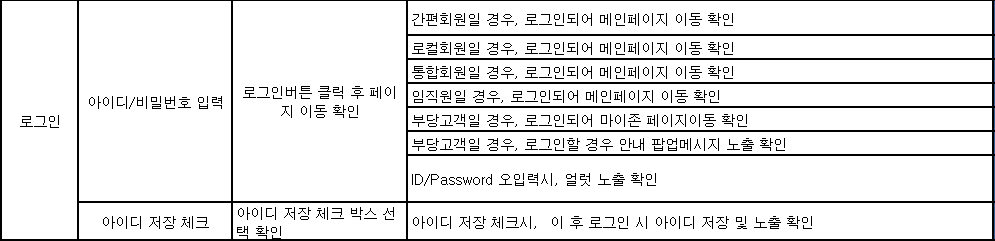 로그인
아이디/비밀번호 입력
로그인버튼 클릭 후 페이
지 이동 확인
간편회원일 경우, 로그인되어 메인페이지 이동 확인
로컬회원일 경우, 로그인되어 메인페이지 이동 확인
통합회원일 경우, 로그인되어 메인페이지 이동 확인
임직원일 경우, 로그인되어 메인페이지 이동 확인
부당고객일 경우, 로그인되어 마이존 페이지이동 확인
부당고객일 경우, 로그인할 경우 안내 팝업메시지 노출 확인
ID/Password 오입력시, 얼럿 노출 확인
아이디 저장 체크
아이디 저장 체크 박스 선
택 확인
아이디 저장 체크시, 이 후 로그인 시 아이디 저장 및 노출 확인